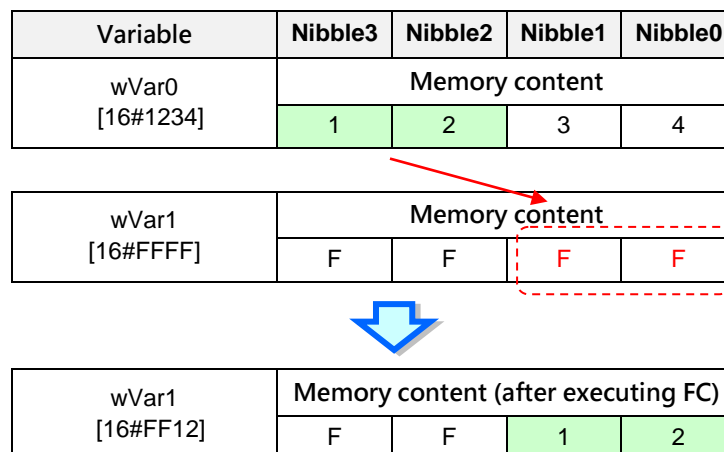 Variable Nibble3 Nibble2 Nibble1 Nibble0
wVar0
[16#1234]
Memory content
1 2 3 4
wVar1
[16#FFFF]
Memory content
F F F F
wVar1
[16#FF12]
Memory content (after executing FC)
F F 1 2